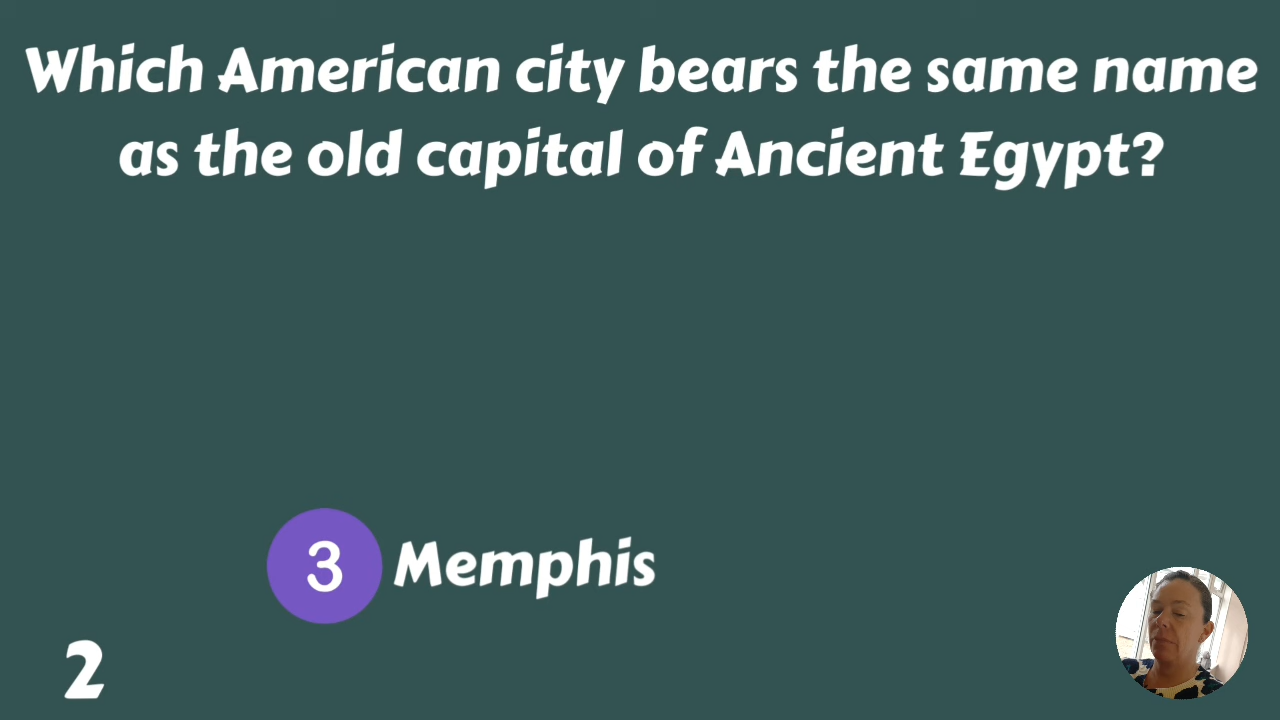 Which American city bears the same name
as the old capital of Ancient Egypt?
3 Memphis
2